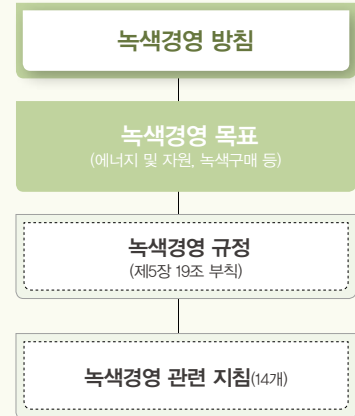 녹색경영 방침
녹색경영 목표
(에너지 및 자원, 녹색구매 등)
녹색경영 규정
(제5장 19조 부칙)
녹색경영 관련 지침(14개)